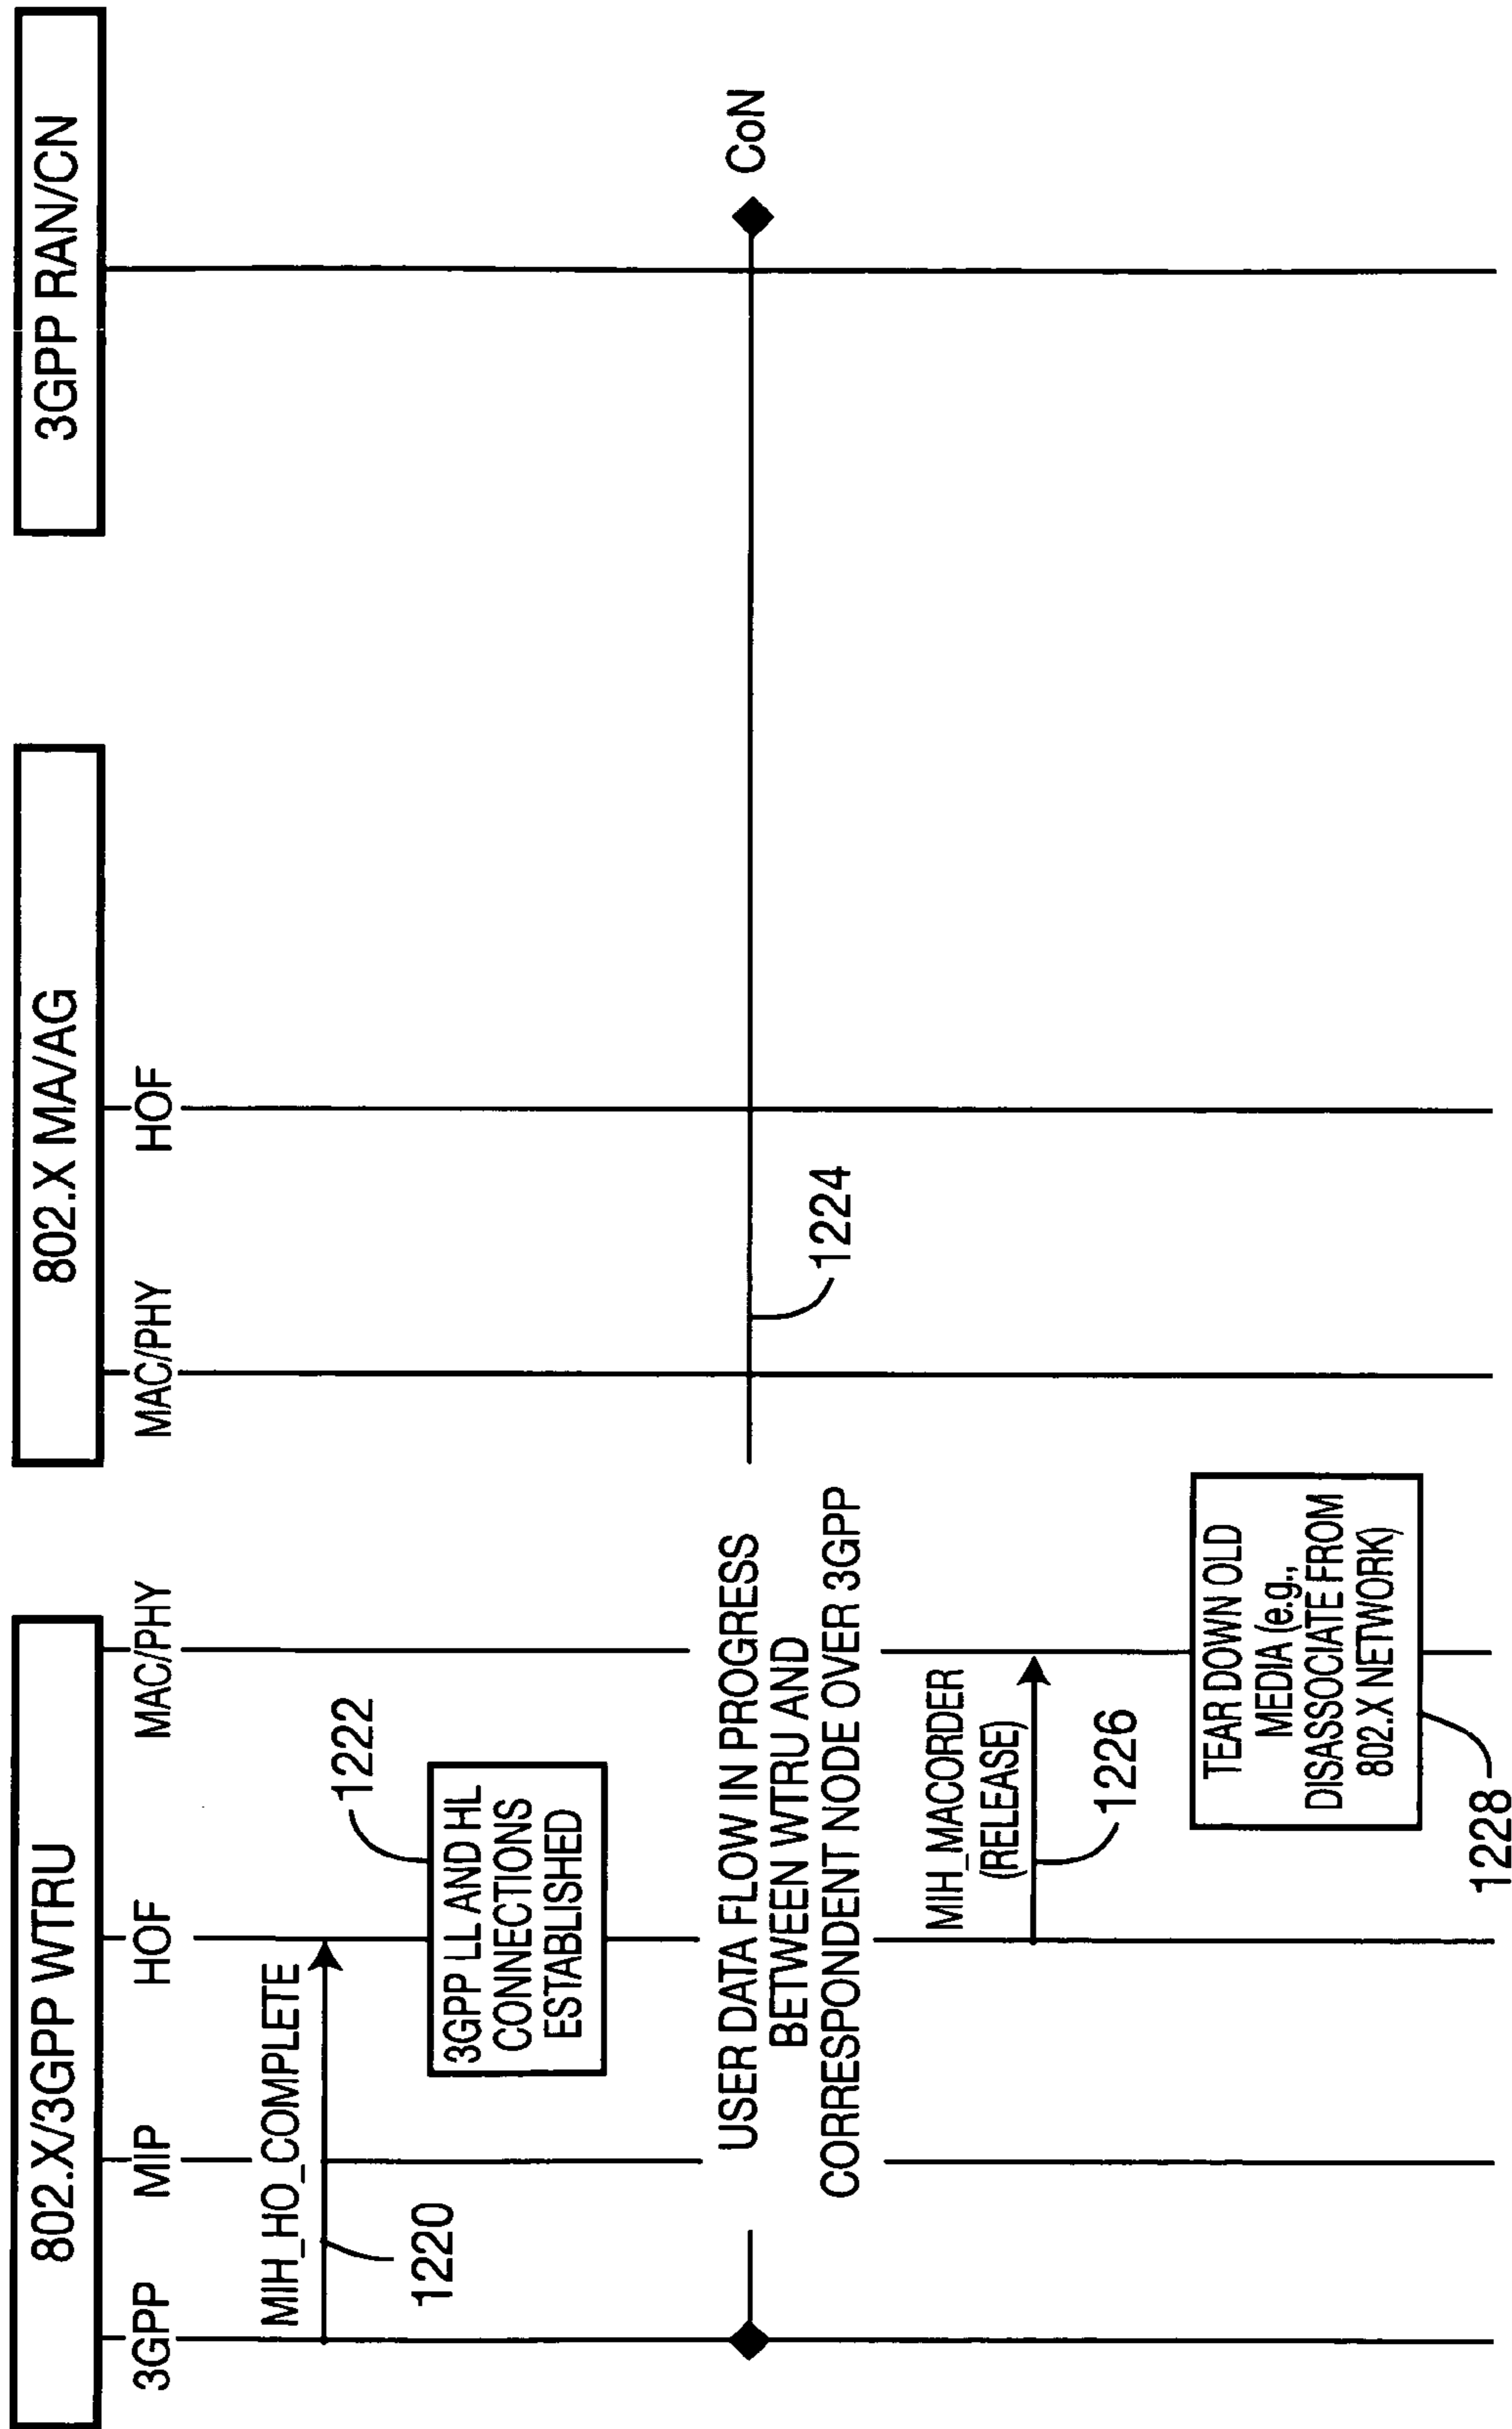 802.X/3GPP WTRU
802.X MA/AG
3GPP RAN/CN
3GPP
MIP
HOF
MAC/PHY
MAC/PHY
HOF
MIH_HO_COMPLETE
1220
1222
3GPP LL AND HL
CONNECTIONS
ESTABLISHED
USER DATA FLOW IN PROGRESS
BETWEEN WTRU AND
CORRESPONDENT NODE OVER 3GPP
CoN
1224
MIH_MACORDER
(RELEASE)
1226
TEAR DOWN OLD
MEDIA (e.g.,
DISASSOCIATE FROM
802.X NETWORK)
1228